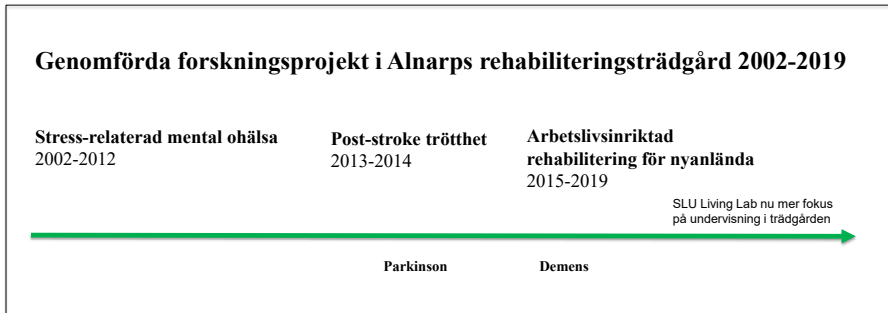 Genomförda forskningsprojekt i Alnarps rehabiliteringsträdgård 2002-2019
Stress-relaterad mental ohälsa
2002-2012
Post-stroke trötthet
2013-2014
Arbetslivsinriktad
rehabilitering för nyanlända
2015-2019
SLU Living Lab nu mer fokus
på undervisning i trädgården
Parkinson
Demens